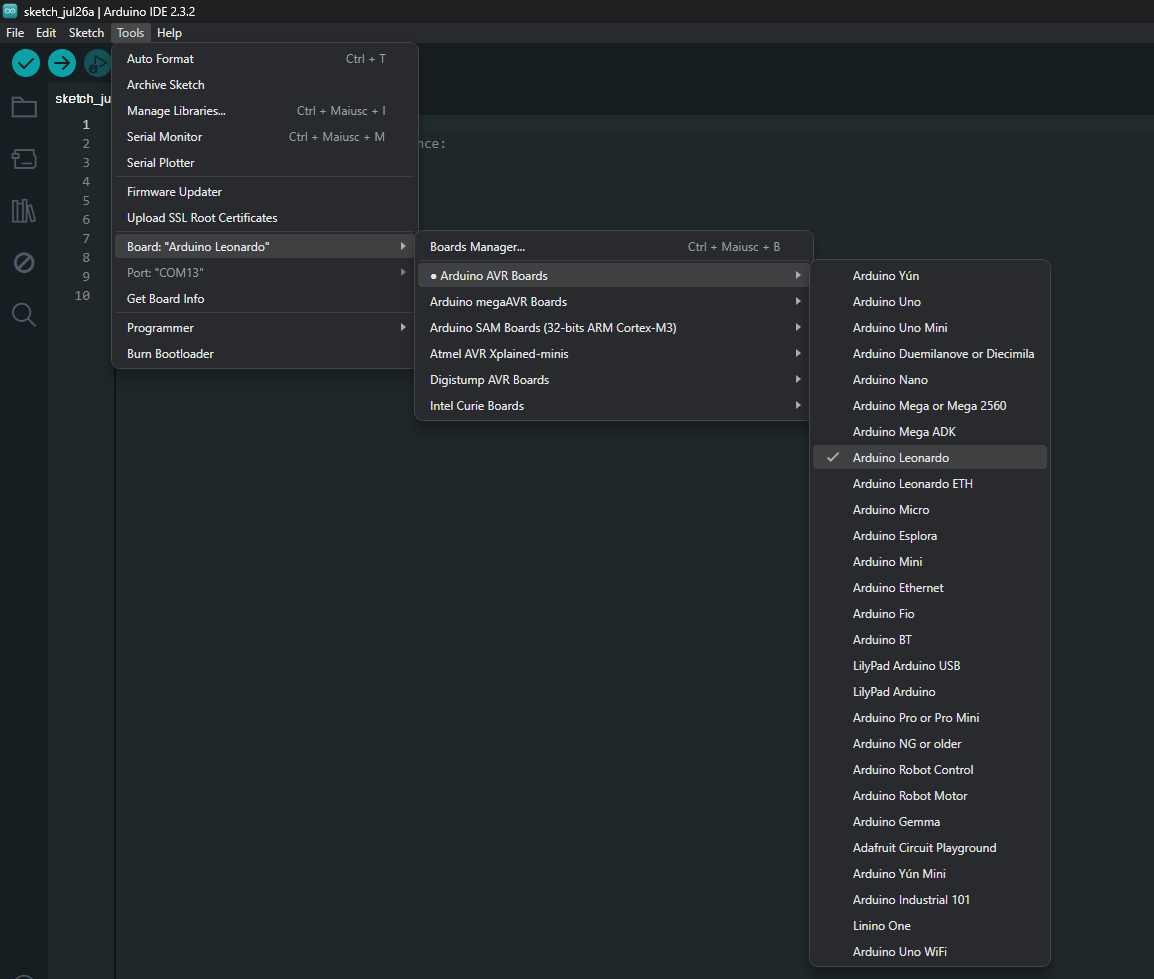 sketch_jul26a | Arduino IDE 2.3.2
File Edit Sketch Tools Help
sketch_ju
1
2
3
4
5
6
7
8
9
10
nce:
Auto Format Ctrl + T
Archive Sketch
Manage Libraries... Ctrl + Maiusc + I
Serial Monitor Ctrl + Maiusc + M
Serial Plotter
Firmware Updater
Upload SSL Root Certificates
Board: "Arduino Leonardo"
Port: "COM13"
Get Board Info
Programmer
Burn Bootloader
Boards Manager... Ctrl + Maiusc + B
● Arduino AVR Boards
Arduino megaAVR Boards
Arduino SAM Boards (32-bits ARM Cortex-M3)
Atmel AVR Xplained-minis
Digistump AVR Boards
Intel Curie Boards
Arduino Yún
Arduino Uno
Arduino Uno Mini
Arduino Duemilanove or Diecimila
Arduino Nano
Arduino Mega or Mega 2560
Arduino Mega ADK
Arduino Leonardo
Arduino Leonardo ETH
Arduino Micro
Arduino Esplora
Arduino Mini
Arduino Ethernet
Arduino Fio
Arduino BT
LilyPad Arduino USB
LilyPad Arduino
Arduino Pro or Pro Mini
Arduino NG or older
Arduino Robot Control
Arduino Robot Motor
Arduino Gemma
Adafruit Circuit Playground
Arduino Yún Mini
Arduino Industrial 101
Linino One
Arduino Uno WiFi